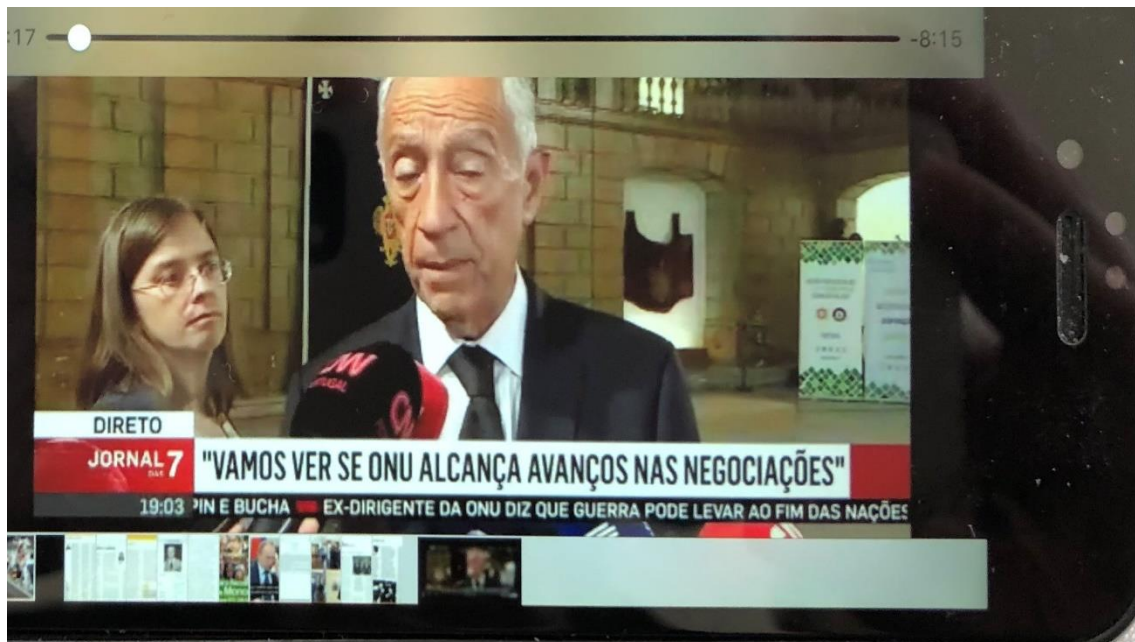 :17
-8:15
CNN
PORTUGAL
DIRETO
JORNAL
DAS 7
"VAMOS VER SE ONU ALCANÇA AVANÇOS NAS NEGOCIAÇÕES"
19:03 PIN E BUCHA EX-DIRIGENTE DA ONU DIZ QUE GUERRA PODE LEVAR AO FIM DAS NAÇÕES